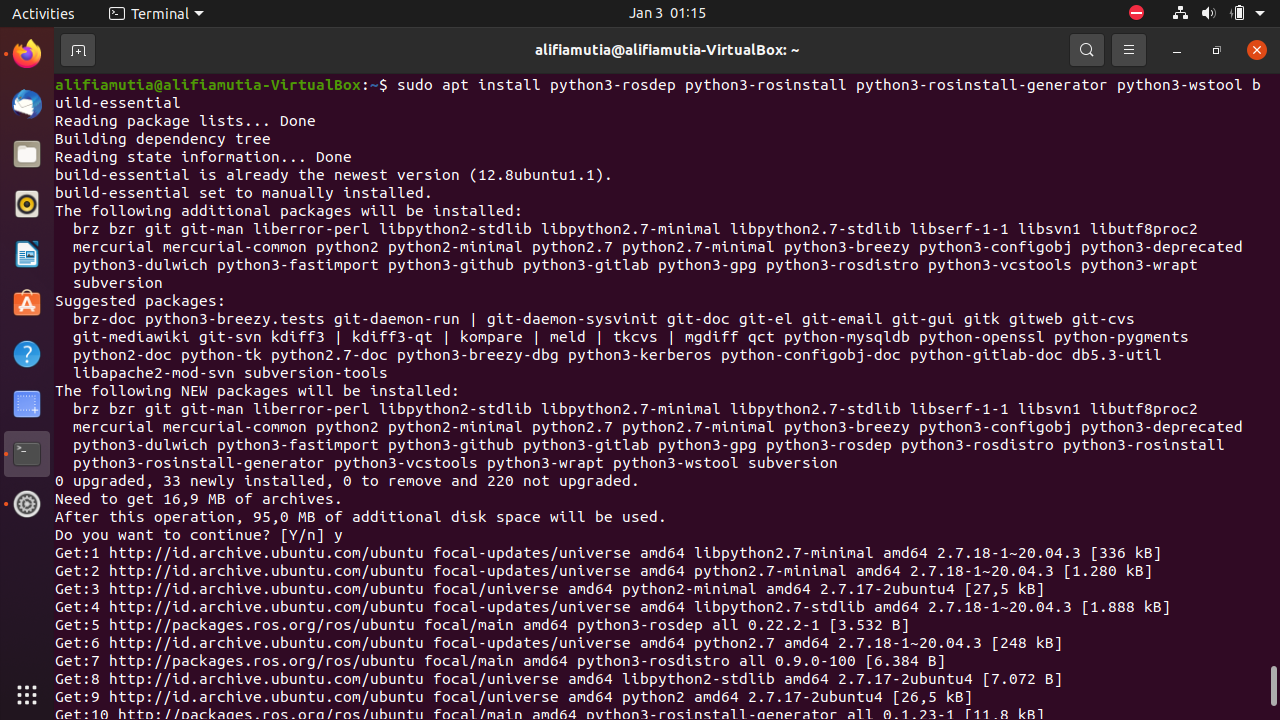 Activities
Terminal
Jan 3 01:15
alifiamutia@alifiamutia-VirtualBox: ~
alifiamutia@alifiamutia-VirtualBox:~$ sudo apt install python3-rosdep python3-rosinstall python3-rosinstall-generator python3-wstool b
uild-essential
Reading package lists... Done
Building dependency tree
Reading state information... Done
build-essential is already the newest version (12.8ubuntu1.1).
build-essential set to manually installed.
The following additional packages will be installed:
  brz bzr git git-man liberror-perl libpython2-stdlib libpython2.7-minimal libpython2.7-stdlib libserf-1-1 libsvn1 libutf8proc2
  mercurial mercurial-common python2 python2-minimal python2.7 python2.7-minimal python3-breezy python3-configobj python3-deprecated
  python3-dulwich python3-fastimport python3-github python3-gitlab python3-gpg python3-rosdistro python3-vcstools python3-wrapt
  subversion
Suggested packages:
  brz-doc python3-breezy.tests git-daemon-run | git-daemon-sysvinit git-doc git-el git-email git-gui gitk gitweb git-cvs
  git-mediawiki git-svn kdiff3 | kdiff3-qt | kompare | meld | tkcvs | mgdiff qct python-mysqldb python-openssl python-pygments
  python2-doc python-tk python2.7-doc python3-breezy-dbg python3-kerberos python-configobj-doc python-gitlab-doc db5.3-util
  libapache2-mod-svn subversion-tools
The following NEW packages will be installed:
  brz bzr git git-man liberror-perl libpython2-stdlib libpython2.7-minimal libpython2.7-stdlib libserf-1-1 libsvn1 libutf8proc2
  mercurial mercurial-common python2 python2-minimal python2.7 python2.7-minimal python3-breezy python3-configobj python3-deprecated
  python3-dulwich python3-fastimport python3-github python3-gitlab python3-gpg python3-rosdep python3-rosdistro python3-rosinstall
  python3-rosinstall-generator python3-vcstools python3-wrapt python3-wstool subversion
0 upgraded, 33 newly installed, 0 to remove and 220 not upgraded.
Need to get 16,9 MB of archives.
After this operation, 95,0 MB of additional disk space will be used.
Do you want to continue? [Y/n] y
Get:1 http://id.archive.ubuntu.com/ubuntu focal-updates/universe amd64 libpython2.7-minimal amd64 2.7.18-1~20.04.3 [336 kB]
Get:2 http://id.archive.ubuntu.com/ubuntu focal-updates/universe amd64 python2.7-minimal amd64 2.7.18-1~20.04.3 [1.280 kB]
Get:3 http://id.archive.ubuntu.com/ubuntu focal/universe amd64 python2-minimal amd64 2.7.17-2ubuntu4 [27,5 kB]
Get:4 http://id.archive.ubuntu.com/ubuntu focal-updates/universe amd64 libpython2.7-stdlib amd64 2.7.18-1~20.04.3 [1.888 kB]
Get:5 http://packages.ros.org/ros/ubuntu focal/main amd64 python3-rosdep all 0.22.2-1 [3.532 B]
Get:6 http://id.archive.ubuntu.com/ubuntu focal-updates/universe amd64 python2.7 amd64 2.7.18-1~20.04.3 [248 kB]
Get:7 http://packages.ros.org/ros/ubuntu focal/main amd64 python3-rosdistro all 0.9.0-100 [6.384 B]
Get:8 http://id.archive.ubuntu.com/ubuntu focal/universe amd64 libpython2-stdlib amd64 2.7.17-2ubuntu4 [7.072 B]
Get:9 http://id.archive.ubuntu.com/ubuntu focal/universe amd64 python2 amd64 2.7.17-2ubuntu4 [26,5 kB]
Get:10 http://packages.ros.org/ros/ubuntu focal/main amd64 python3-rosinstall-generator all 0.1.23-1 [11,8 kB]